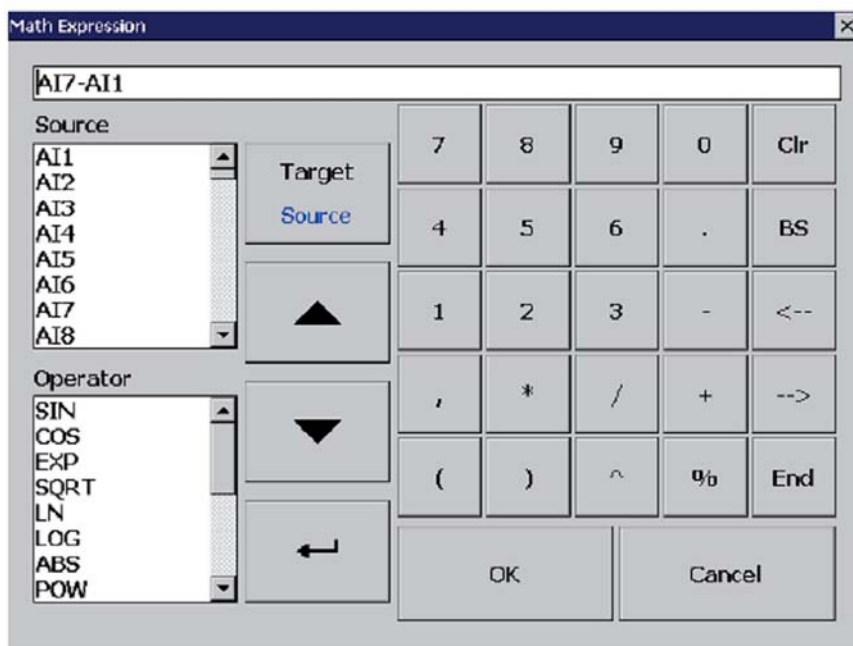 Math Expression
AI7-AI1
Source
AI1
AI2
AI3
AI4
AI5
AI6
AI7
AI8
Operator
SIN
COS
EXP
SQRT
LN
LOG
ABS
POW
Target
Source
7 8 9 0 Clr
4 5 6 . BS
1 2 3 - <--
, * / + -->
( ) ^ % End
OK Cancel